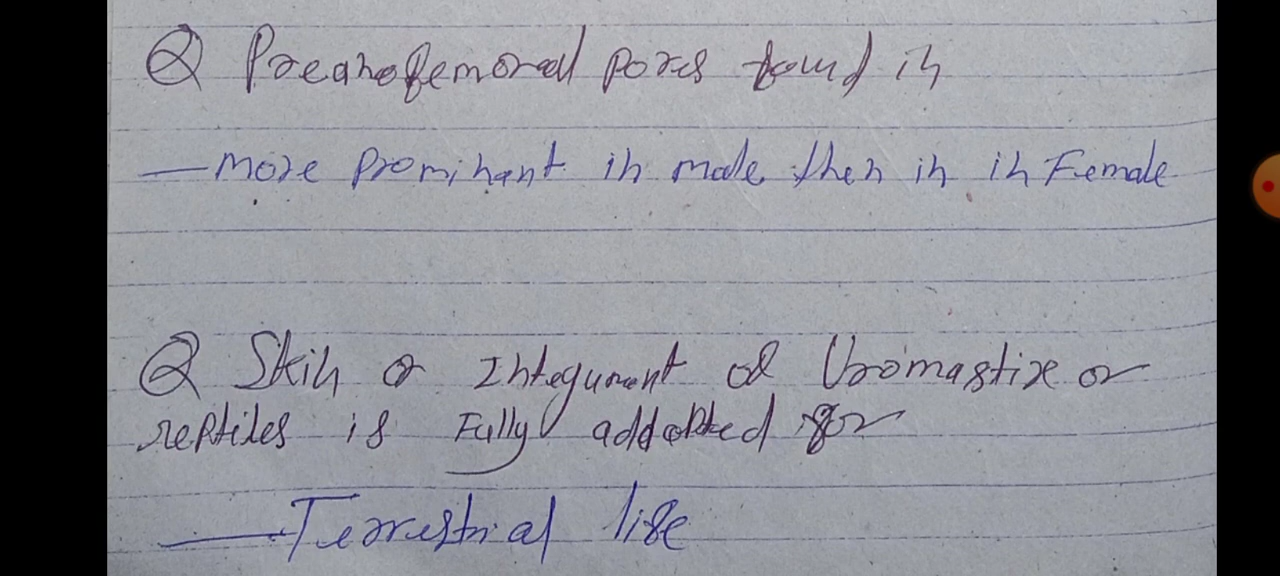 Q Preanofemoral pores found in
— more prominant in male then in in Female
Q Skin or Integument of Uromastix or
reptiles is Fully addapted for
— Terrestrial life